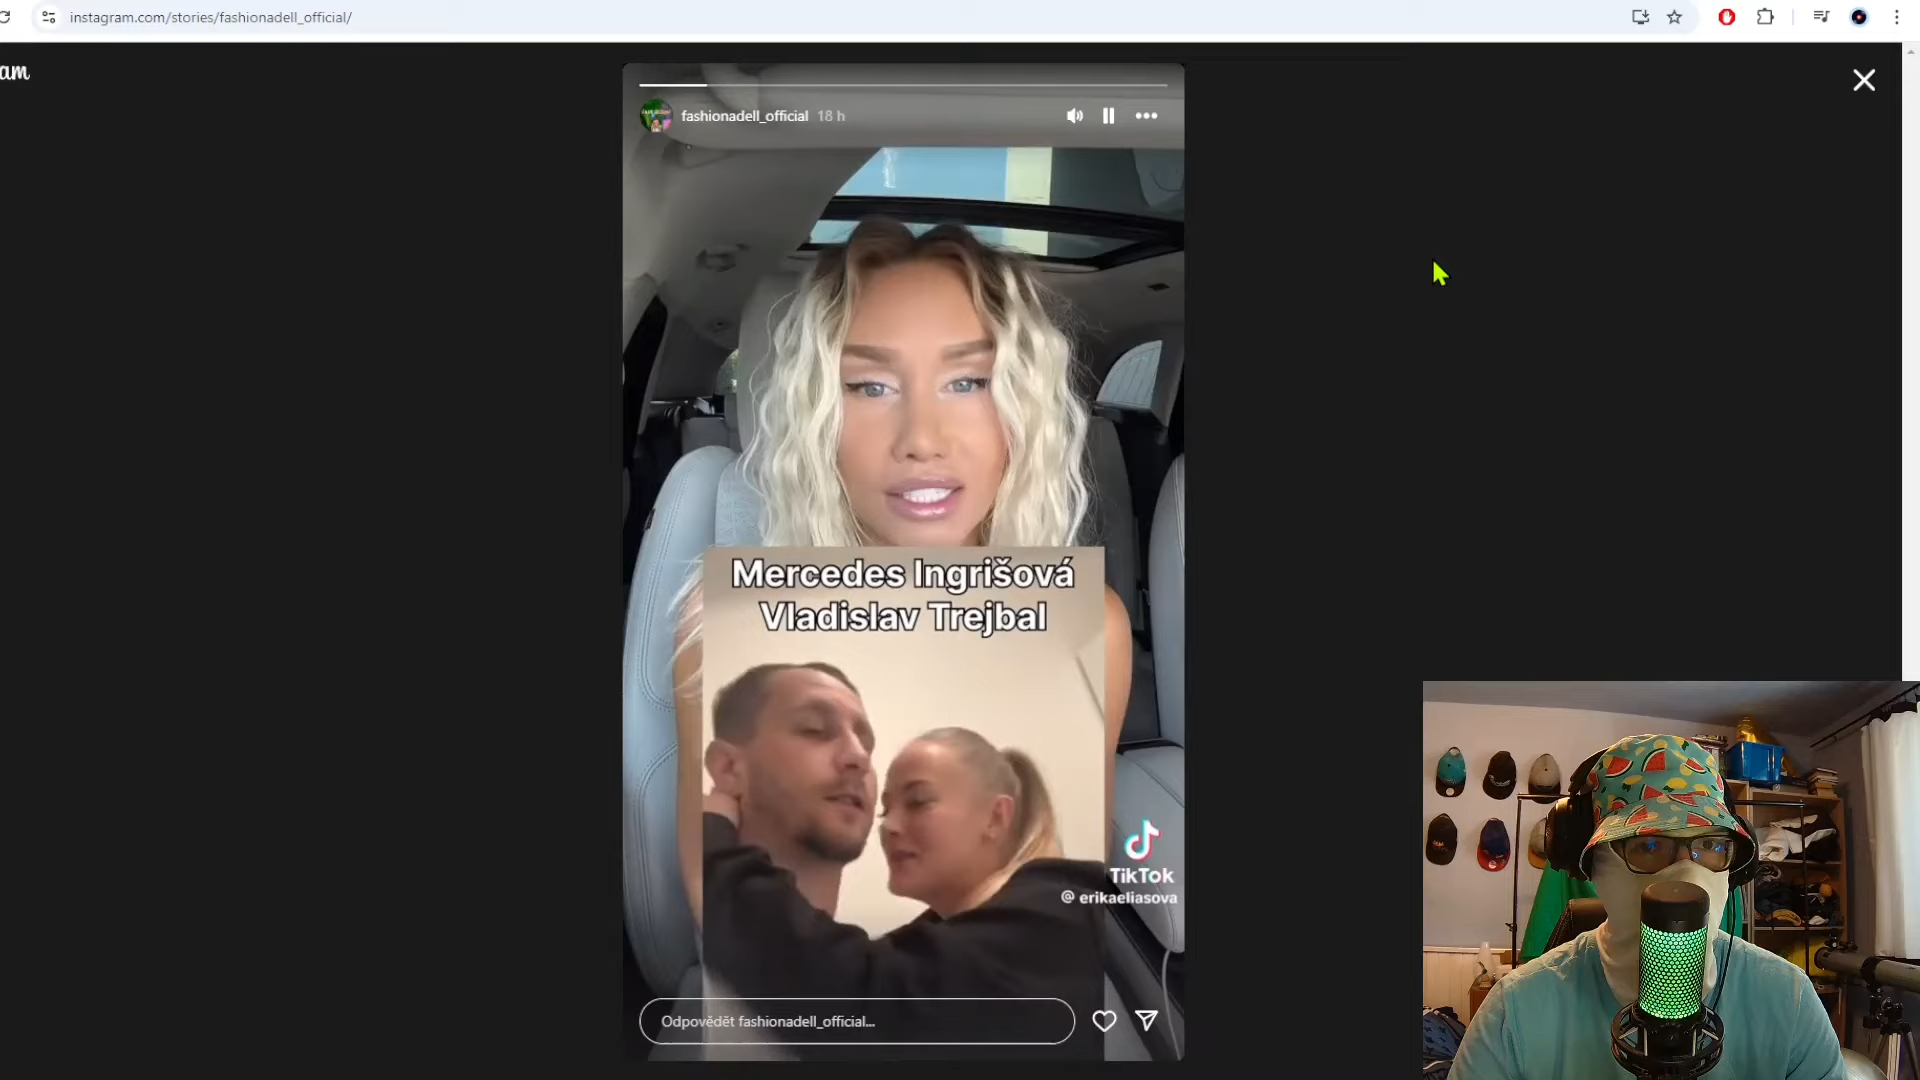 instagram.com/stories/fashionadell_official/
am
fashionadell_official 18 h
Mercedes Ingrišová
Vladislav Trejbal
TikTok
@ erikaeliasova
Odpovědět fashionadell_official...